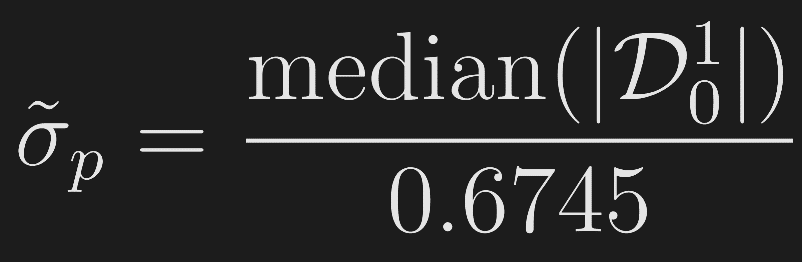 σ̃_p = median(|𝒟_0^1|) / 0.6745